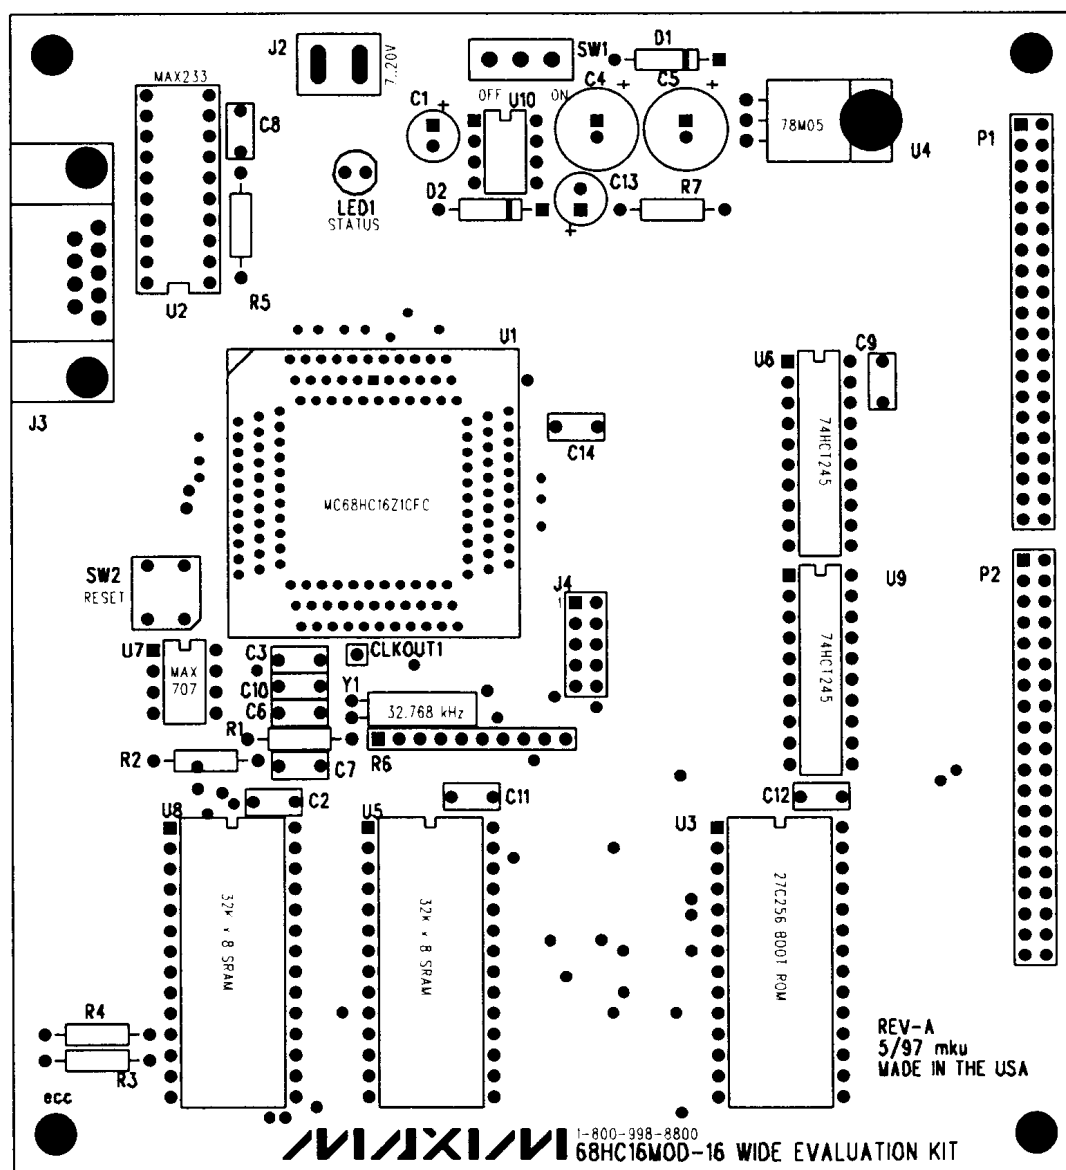 J2
7..20V
SW1
D1
MAX233
C8
C1
+
OFF
ON
U10
C4
+
C5
+
78M05
U4
P1
LED1
STATUS
D2
C13
+
R7
U2
R5
J3
U1
MC68HC16Z1CFC
C14
U6
C9
74HCT245
SW2
RESET
J4
1
U9
P2
74HCT245
U7
MAX
707
C3
CLKOUT1
C10
Y1
C6
32.768 kHz
R1
R6
R2
C7
C2
C11
C12
U8
U5
U3
32K x 8 SRAM
32K x 8 SRAM
27C256 BOOT ROM
R4
R3
REV-A
5/97 mku
MADE IN THE USA
ecc
MAXIM
1-800-998-8800
68HC16MOD-16 WIDE EVALUATION KIT